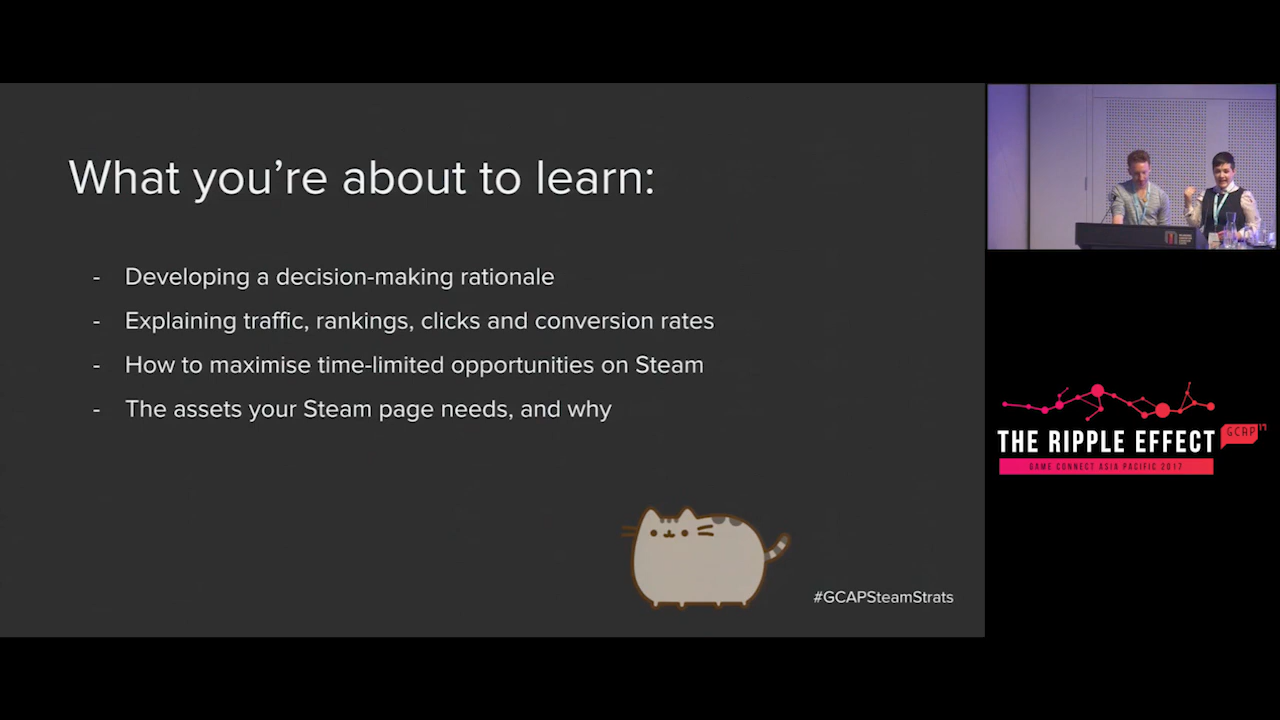 What you're about to learn:
- Developing a decision-making rationale
- Explaining traffic, rankings, clicks and conversion rates
- How to maximise time-limited opportunities on Steam
- The assets your Steam page needs, and why
#GCAPSteamStrats
THE RIPPLE EFFECT
GCAP17
GAME CONNECT ASIA PACIFIC 2017